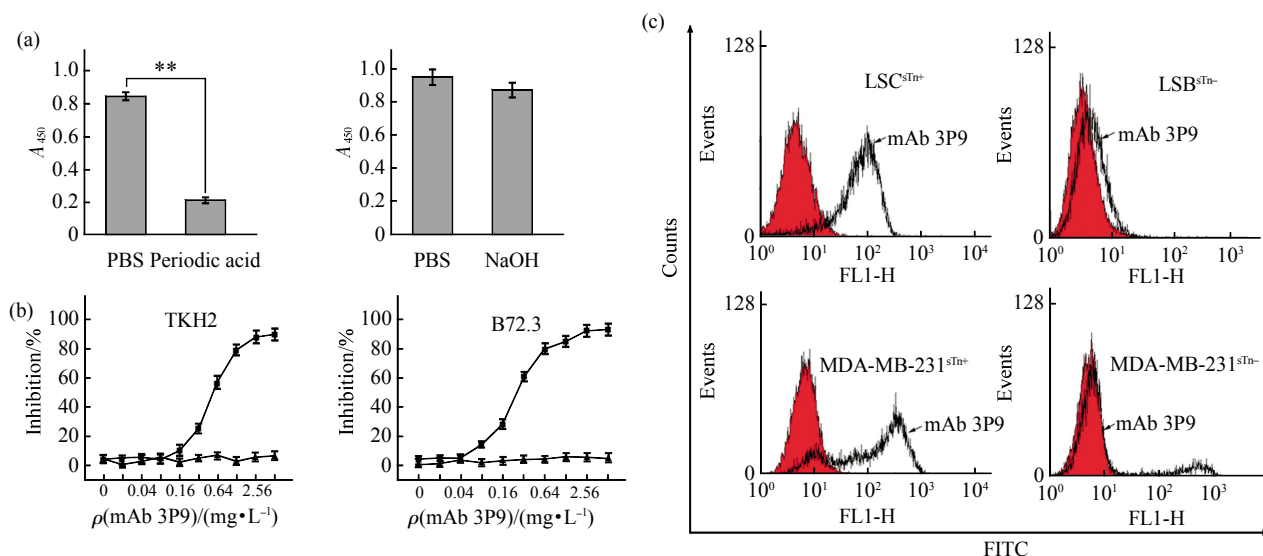 (a)
1.0
0.8
0.6
0.4
0.2
0
A₄₅₀
**
PBS Periodic acid
1.0
0.8
0.6
0.4
0.2
0
A₄₅₀
PBS NaOH
(b)
TKH2
100
80
60
40
20
0
Inhibition/%
0 0.04 0.16 0.64 2.56
ρ(mAb 3P9)/(mg•L⁻¹)
B72.3
100
80
60
40
20
0
Inhibition/%
0 0.04 0.16 0.64 2.56
ρ(mAb 3P9)/(mg•L⁻¹)
(c)
Counts
128
LSCˢᵀⁿ⁺
mAb 3P9
Events
0
10⁰ 10¹ 10² 10³ 10⁴
FL1-H
128
LSBˢᵀⁿ⁻
mAb 3P9
Events
0
10⁰ 10¹ 10² 10³
FL1-H
128
MDA-MB-231ˢᵀⁿ⁺
mAb 3P9
Events
0
10⁰ 10¹ 10² 10³ 10⁴
FL1-H
128
MDA-MB-231ˢᵀⁿ⁻
mAb 3P9
Events
0
10⁰ 10¹ 10² 10³
FL1-H
FITC